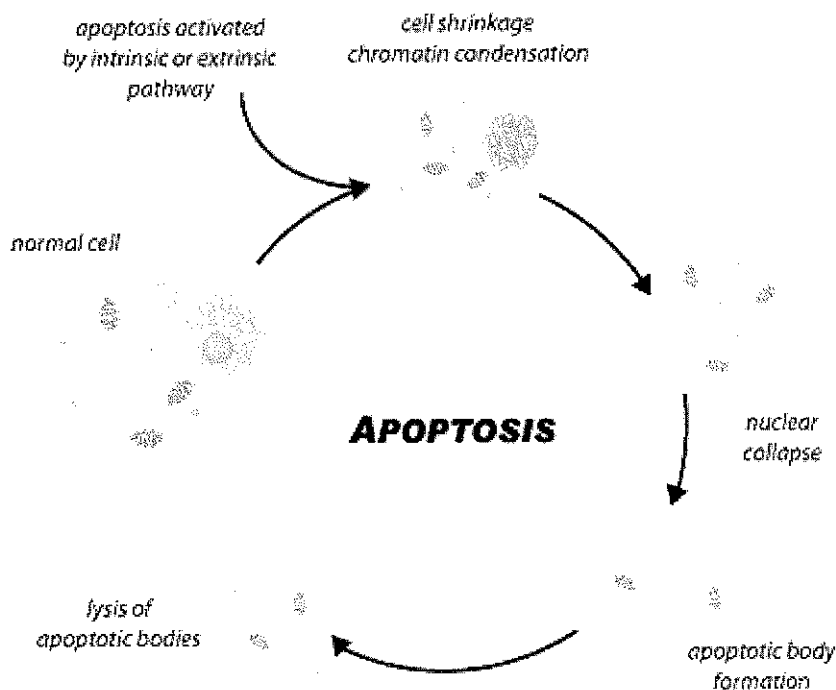 apoptosis activated
by intrinsic or extrinsic
pathway
cell shrinkage
chromatin condensation
normal cell
APOPTOSIS
nuclear
collapse
lysis of
apoptotic bodies
apoptotic body
formation